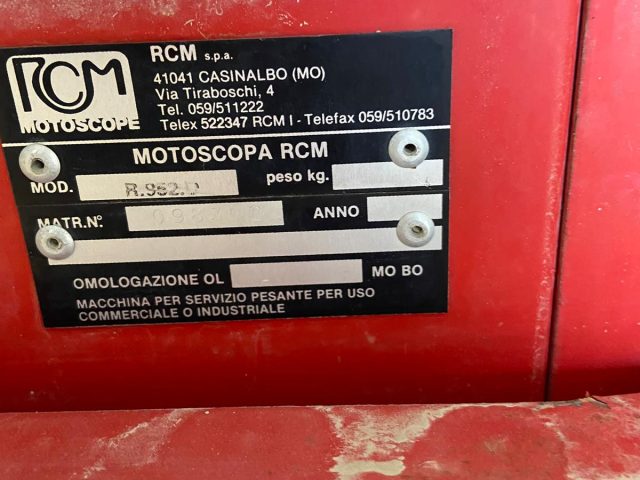 RCM
MOTOSCOPE
RCM s.p.a.
41041 CASINALBO (MO)
Via Tiraboschi, 4
Tel. 059/511222
Telex 522347 RCM I - Telefax 059/510783
MOTOSCOPA RCM
MOD. R.952.D peso kg.
MATR.N° ANNO
OMOLOGAZIONE OL MO BO
MACCHINA PER SERVIZIO PESANTE PER USO
COMMERCIALE O INDUSTRIALE